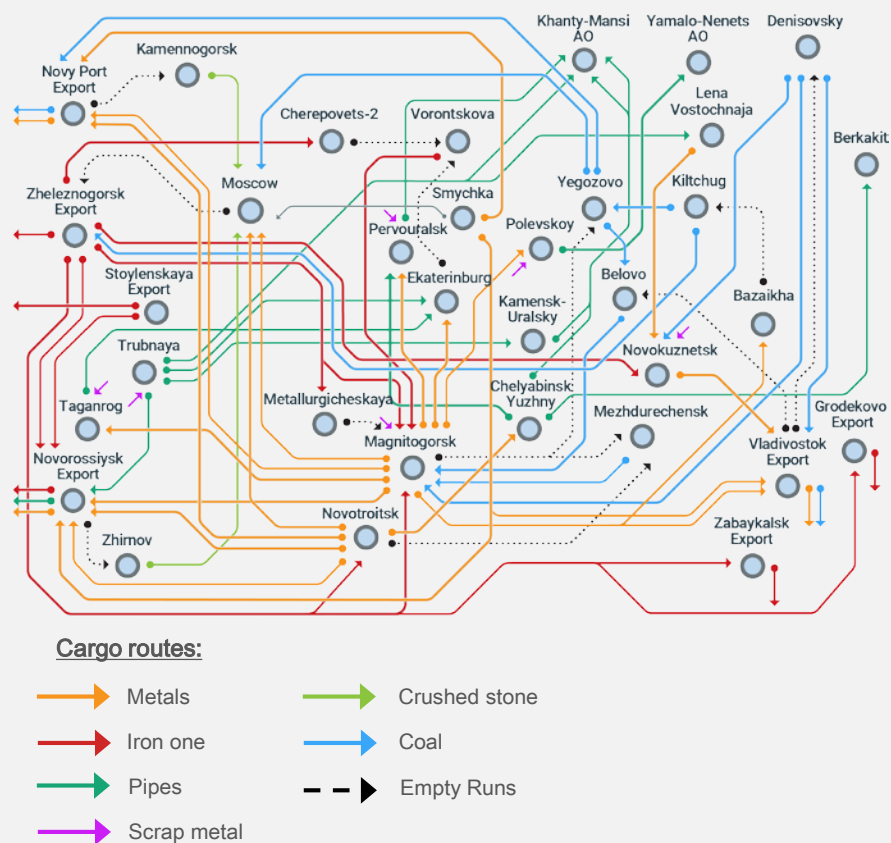 Khanty-Mansi
AO
Yamalo-Nenets
AO
Denisovsky
Kamennogorsk
Novy Port
Export
Lena
Vostochnaja
Cherepovets-2
Vorontskova
Berkakit
Zheleznogorsk
Export
Moscow
Smychka
Yegozovo
Kiltchug
Pervouralsk
Polevskoy
Stoylenskaya
Export
Ekaterinburg
Belovo
Bazaikha
Kamensk-
Uralsky
Trubnaya
Novokuznetsk
Taganrog
Metallurgicheskaya
Chelyabinsk
Yuzhny
Mezhdurechensk
Grodekovo
Export
Magnitogorsk
Vladivostok
Export
Novorossiysk
Export
Novotroitsk
Zabaykalsk
Export
Zhirnov
Cargo routes:
Metals
Crushed stone
Iron one
Coal
Pipes
Empty Runs
Scrap metal